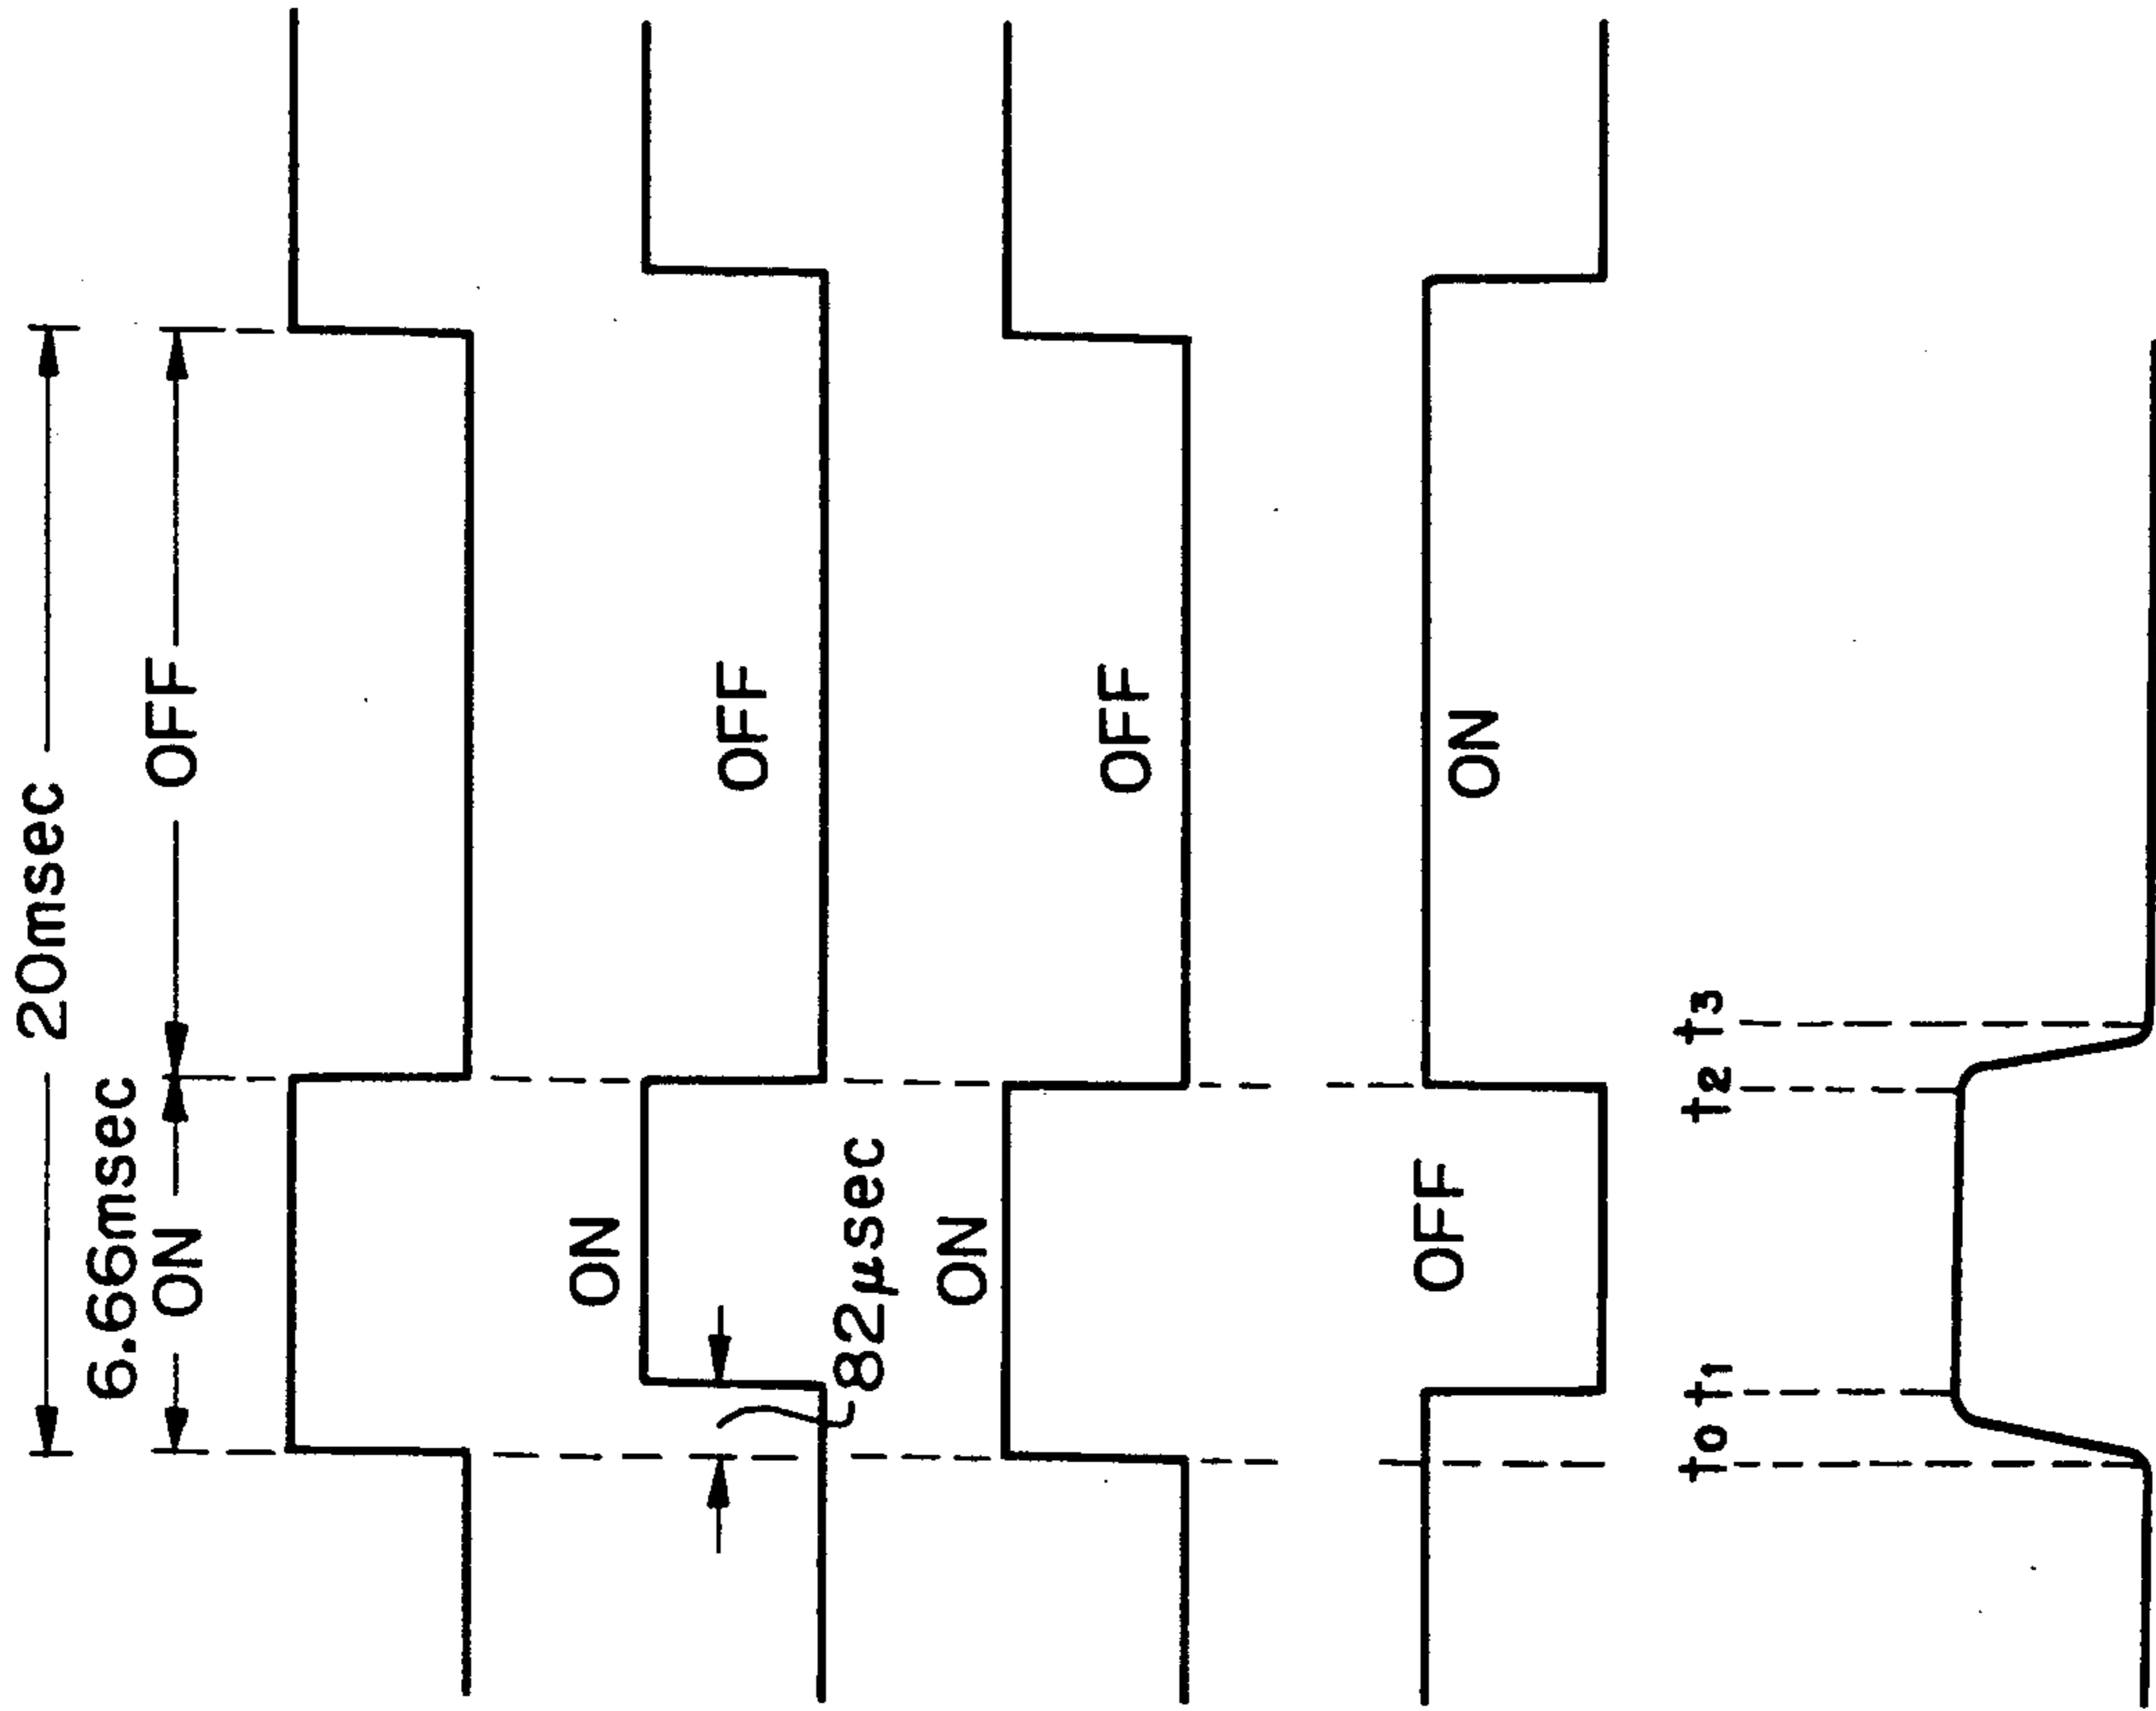 20msec
6.66msec
ON OFF
ON OFF
82μsec
ON OFF
OFF ON
t0 t1 t2 t3